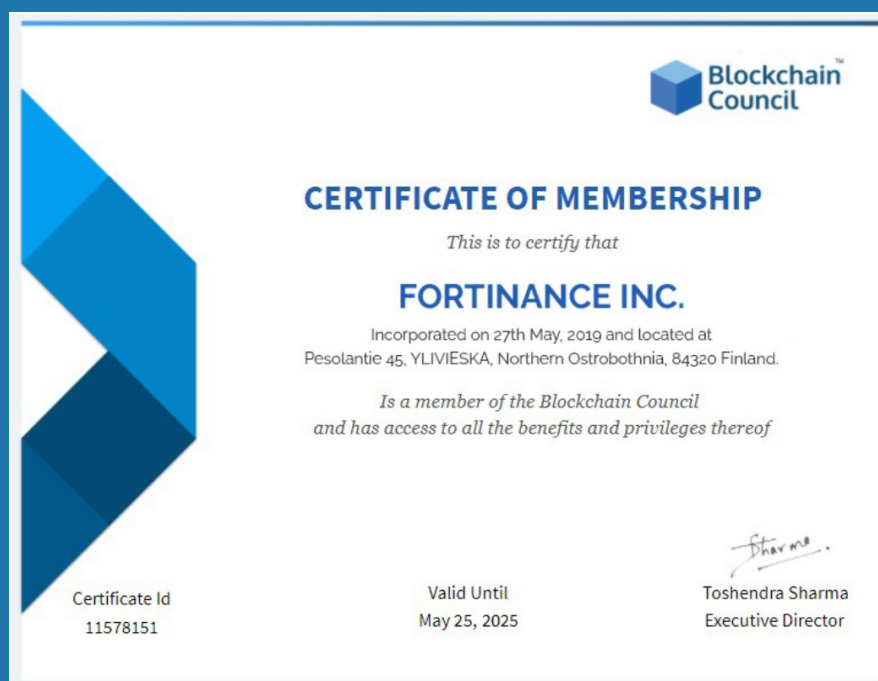 Blockchain™
Council
CERTIFICATE OF MEMBERSHIP
This is to certify that
FORTINANCE INC.
Incorporated on 27th May, 2019 and located at
Pesolantie 45, YLIVIESKA, Northern Ostrobothnia, 84320 Finland.
Is a member of the Blockchain Council
and has access to all the benefits and privileges thereof
Sharma.
Certificate Id
11578151
Valid Until
May 25, 2025
Toshendra Sharma
Executive Director